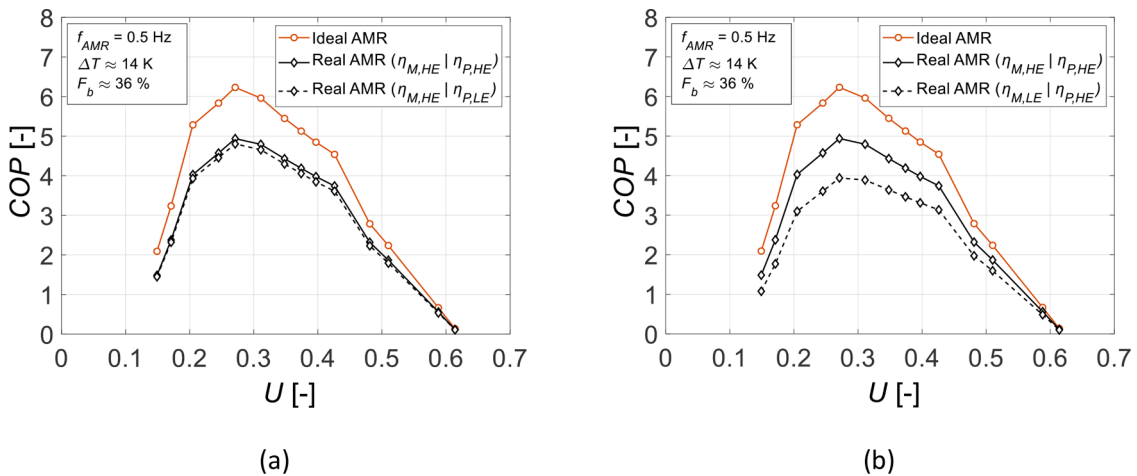 8
7
6
5
4
3
2
1
0
COP [-]
f_AMR = 0.5 Hz
ΔT ≈ 14 K
F_b ≈ 36 %
Ideal AMR
Real AMR (η_M,HE | η_P,HE)
Real AMR (η_M,HE | η_P,LE)
0 0.1 0.2 0.3 0.4 0.5 0.6 0.7
U [-]
(a)
8
7
6
5
4
3
2
1
0
COP [-]
f_AMR = 0.5 Hz
ΔT ≈ 14 K
F_b ≈ 36 %
Ideal AMR
Real AMR (η_M,HE | η_P,HE)
Real AMR (η_M,LE | η_P,HE)
0 0.1 0.2 0.3 0.4 0.5 0.6 0.7
U [-]
(b)